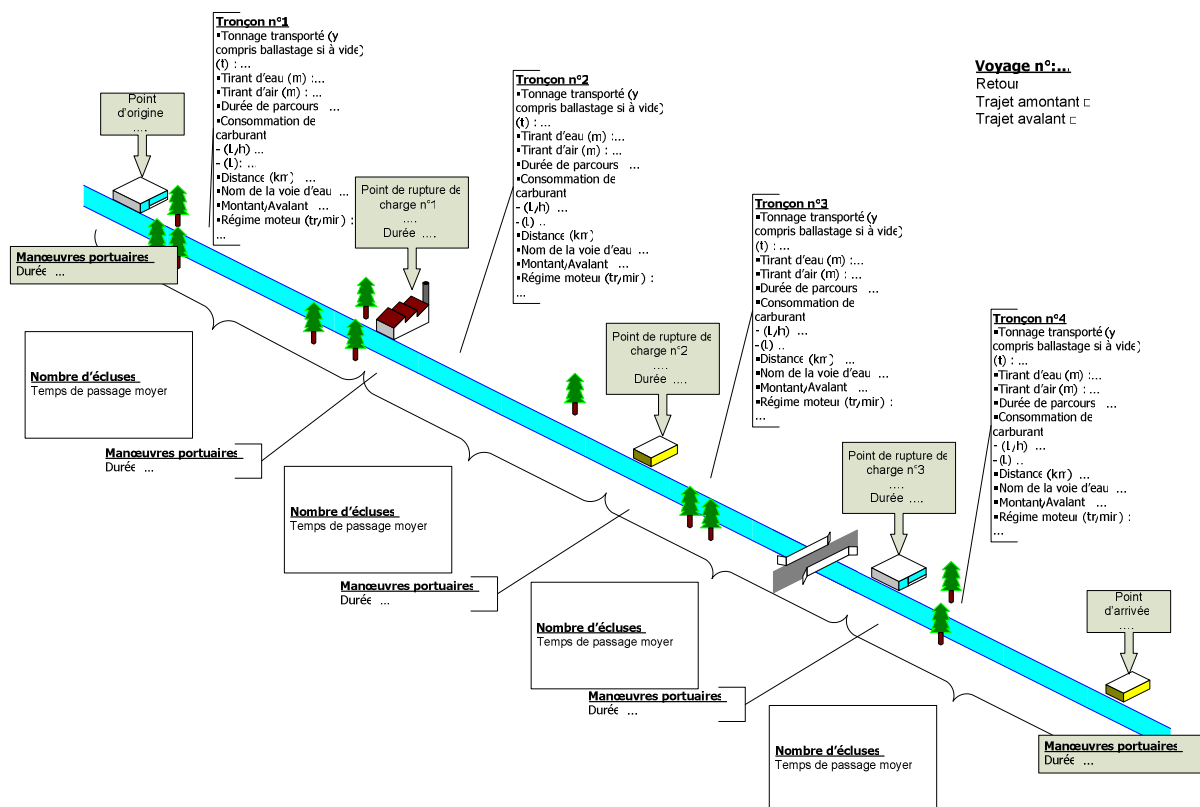 Tronçon n°1
▪Tonnage transporté (y
compris ballastage si à vide)
(t) : ...
▪Tirant d'eau (m) :...
▪Tirant d'air (m) : ...
▪Durée de parcours ...
▪Consommation de
carburant
- (L/h) ...
- (L): ...
▪Distance (km) ...
▪Nom de la voie d'eau ...
▪Montant/Avalant ...
▪Régime moteur (tr/mir) :
...
Tronçon n°2
▪Tonnage transporté (y
compris ballastage si à vide)
(t) : ...
▪Tirant d'eau (m) :...
▪Tirant d'air (m) : ...
▪Durée de parcours ...
▪Consommation de
carburant
- (L/h) ...
- (l) ..
▪Distance (km)
▪Nom de la voie d'eau ...
▪Montant/Avalant ...
▪Régime moteur (tr/mir) :
...
Voyage n°:...
Retour
Trajet amontant □
Trajet avalant □
Point
d'origine
....
Point de rupture de
charge n°1
....
Durée ....
Tronçon n°3
▪Tonnage transporté (y
compris ballastage si à vide)
(t) : ...
▪Tirant d'eau (m) :...
▪Tirant d'air (m) : ...
▪Durée de parcours ...
▪Consommation de
carburant
- (L/h) ...
-(l) ..
▪Distance (km) ...
▪Nom de la voie d'eau ...
▪Montant/Avalant ...
▪Régime moteur (tr/mir) :
...
Manœuvres portuaires
Durée ...
Point de rupture de
charge n°2
....
Durée ....
Tronçon n°4
▪Tonnage transporté (y
compris ballastage si à vide)
(t) : ...
▪Tirant d'eau (m) :...
▪Tirant d'air (m) : ...
▪Durée de parcours ...
▪Consommation de
carburant
- (L/h) ...
- (l) ..
▪Distance (km) ...
▪Nom de la voie d'eau ...
▪Montant/Avalant ...
▪Régime moteur (tr/mir) :
...
Nombre d'écluses
Temps de passage moyer
Manœuvres portuaires
Durée ...
Point de rupture de
charge n°3
....
Durée ....
Nombre d'écluses
Temps de passage moyer
Manœuvres portuaires
Durée ...
Point
d'arrivée
....
Nombre d'écluses
Temps de passage moyer
Manœuvres portuaires
Durée ...
Nombre d'écluses
Temps de passage moyer
Manœuvres portuaires
Durée ...